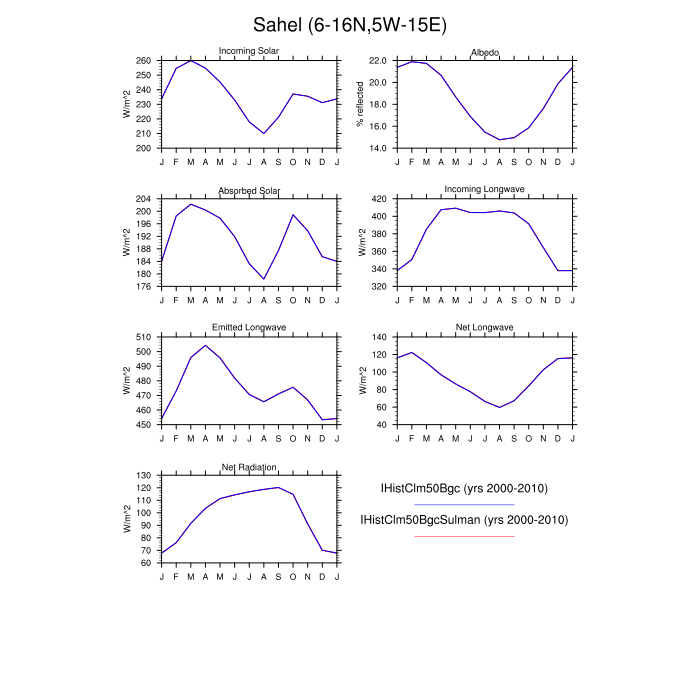 Sahel (6-16N,5W-15E)
Incoming Solar
W/m^2
260
250
240
230
220
210
200
J F M A M J J A S O N D J
Albedo
% reflected
22.0
20.0
18.0
16.0
14.0
J F M A M J J A S O N D J
Absorbed Solar
W/m^2
204
200
196
192
188
184
180
176
J F M A M J J A S O N D J
Incoming Longwave
W/m^2
420
400
380
360
340
320
J F M A M J J A S O N D J
Emitted Longwave
W/m^2
510
500
490
480
470
460
450
J F M A M J J A S O N D J
Net Longwave
W/m^2
140
120
100
80
60
40
J F M A M J J A S O N D J
Net Radiation
W/m^2
130
120
110
100
90
80
70
60
J F M A M J J A S O N D J
IHistClm50Bgc (yrs 2000-2010)
IHistClm50BgcSulman (yrs 2000-2010)